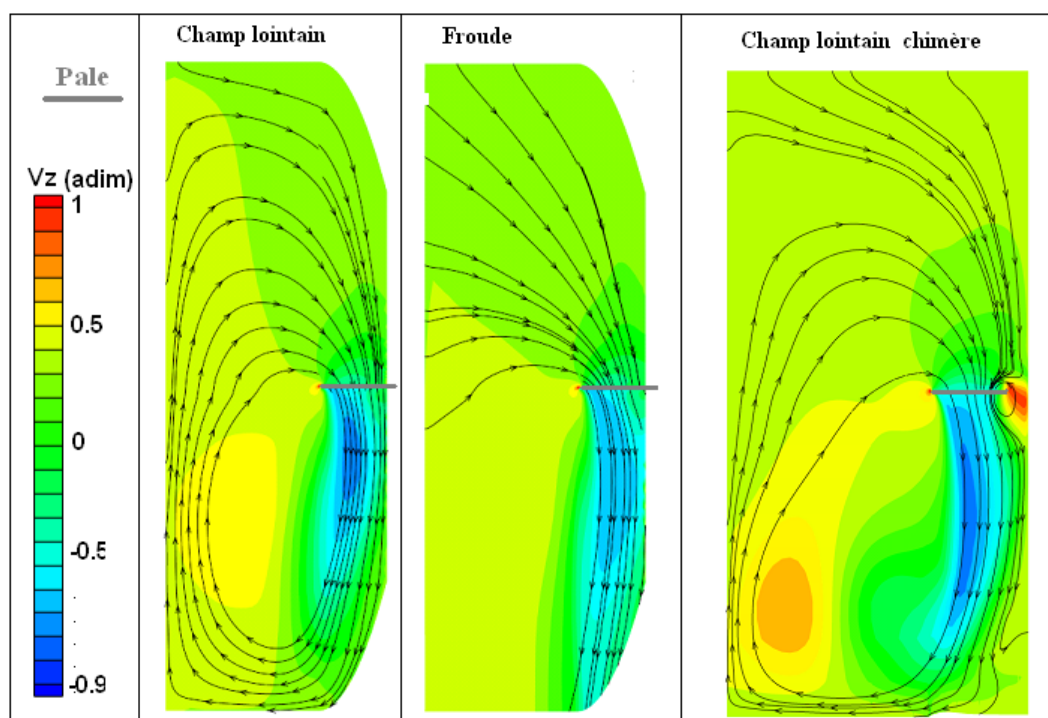 Champ lointain
Froude
Champ lointain chimère
Pale
Vz (adim)
1
0.5
0
-0.5
-0.9